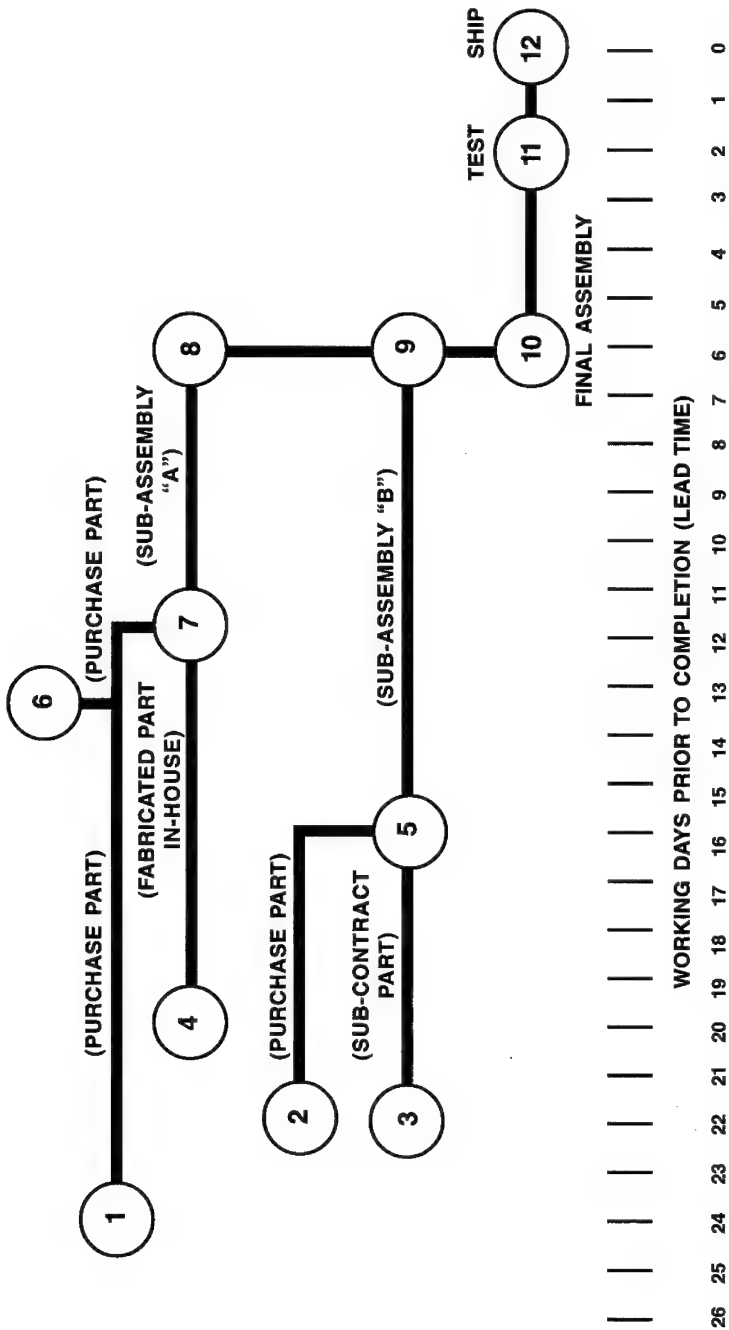 SHIP
12
TEST
11
6
(PURCHASE PART)
(PURCHASE PART)
1
(SUB-ASSEMBLY
“A”)
8
7
(FABRICATED PART
IN-HOUSE)
4
(PURCHASE PART)
2
9
(SUB-ASSEMBLY “B”)
5
(SUB-CONTRACT
PART)
3
10
FINAL ASSEMBLY
WORKING DAYS PRIOR TO COMPLETION (LEAD TIME)
26 25 24 23 22 21 20 19 18 17 16 15 14 13 12 11 10 9 8 7 6 5 4 3 2 1 0